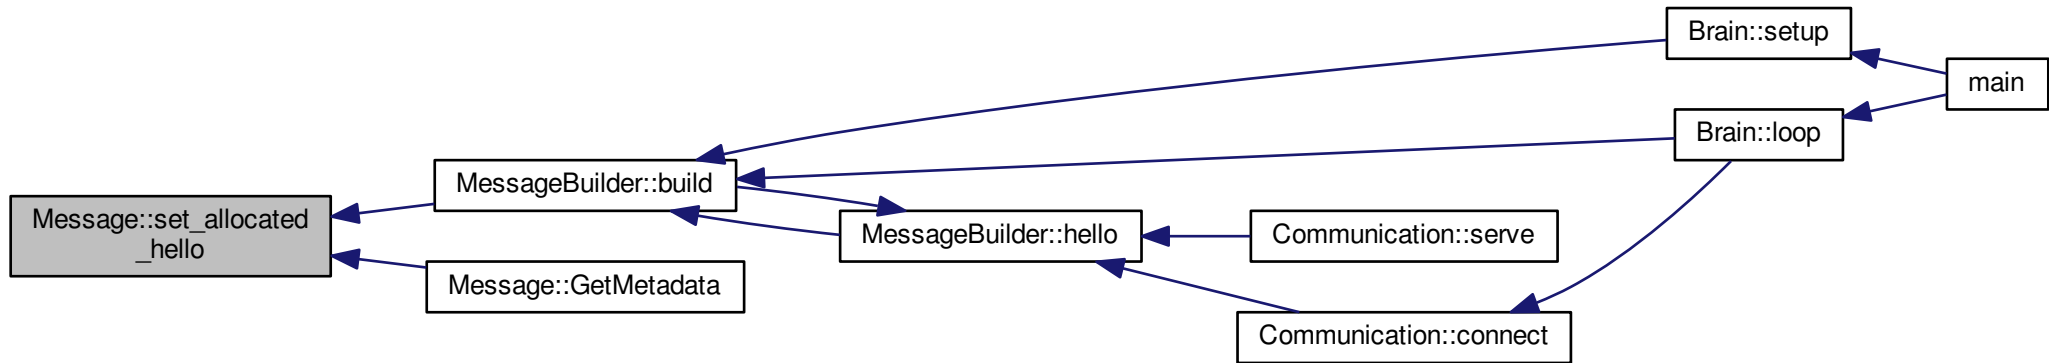 Message::set_allocated
_hello
MessageBuilder::build
Message::GetMetadata
MessageBuilder::hello
Communication::serve
Communication::connect
Brain::setup
Brain::loop
main